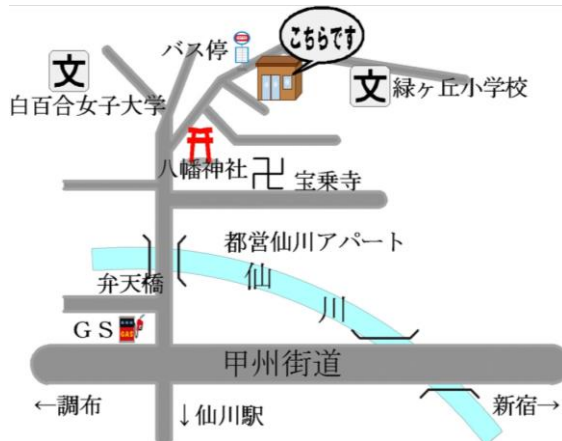 こちらです
バス停
文
白百合女子大学
文
緑ヶ丘小学校
八幡神社
卍
宝乗寺
都営仙川アパート
弁天橋
仙川
ＧＳ
GAS
甲州街道
←調布
↓仙川駅
新宿→